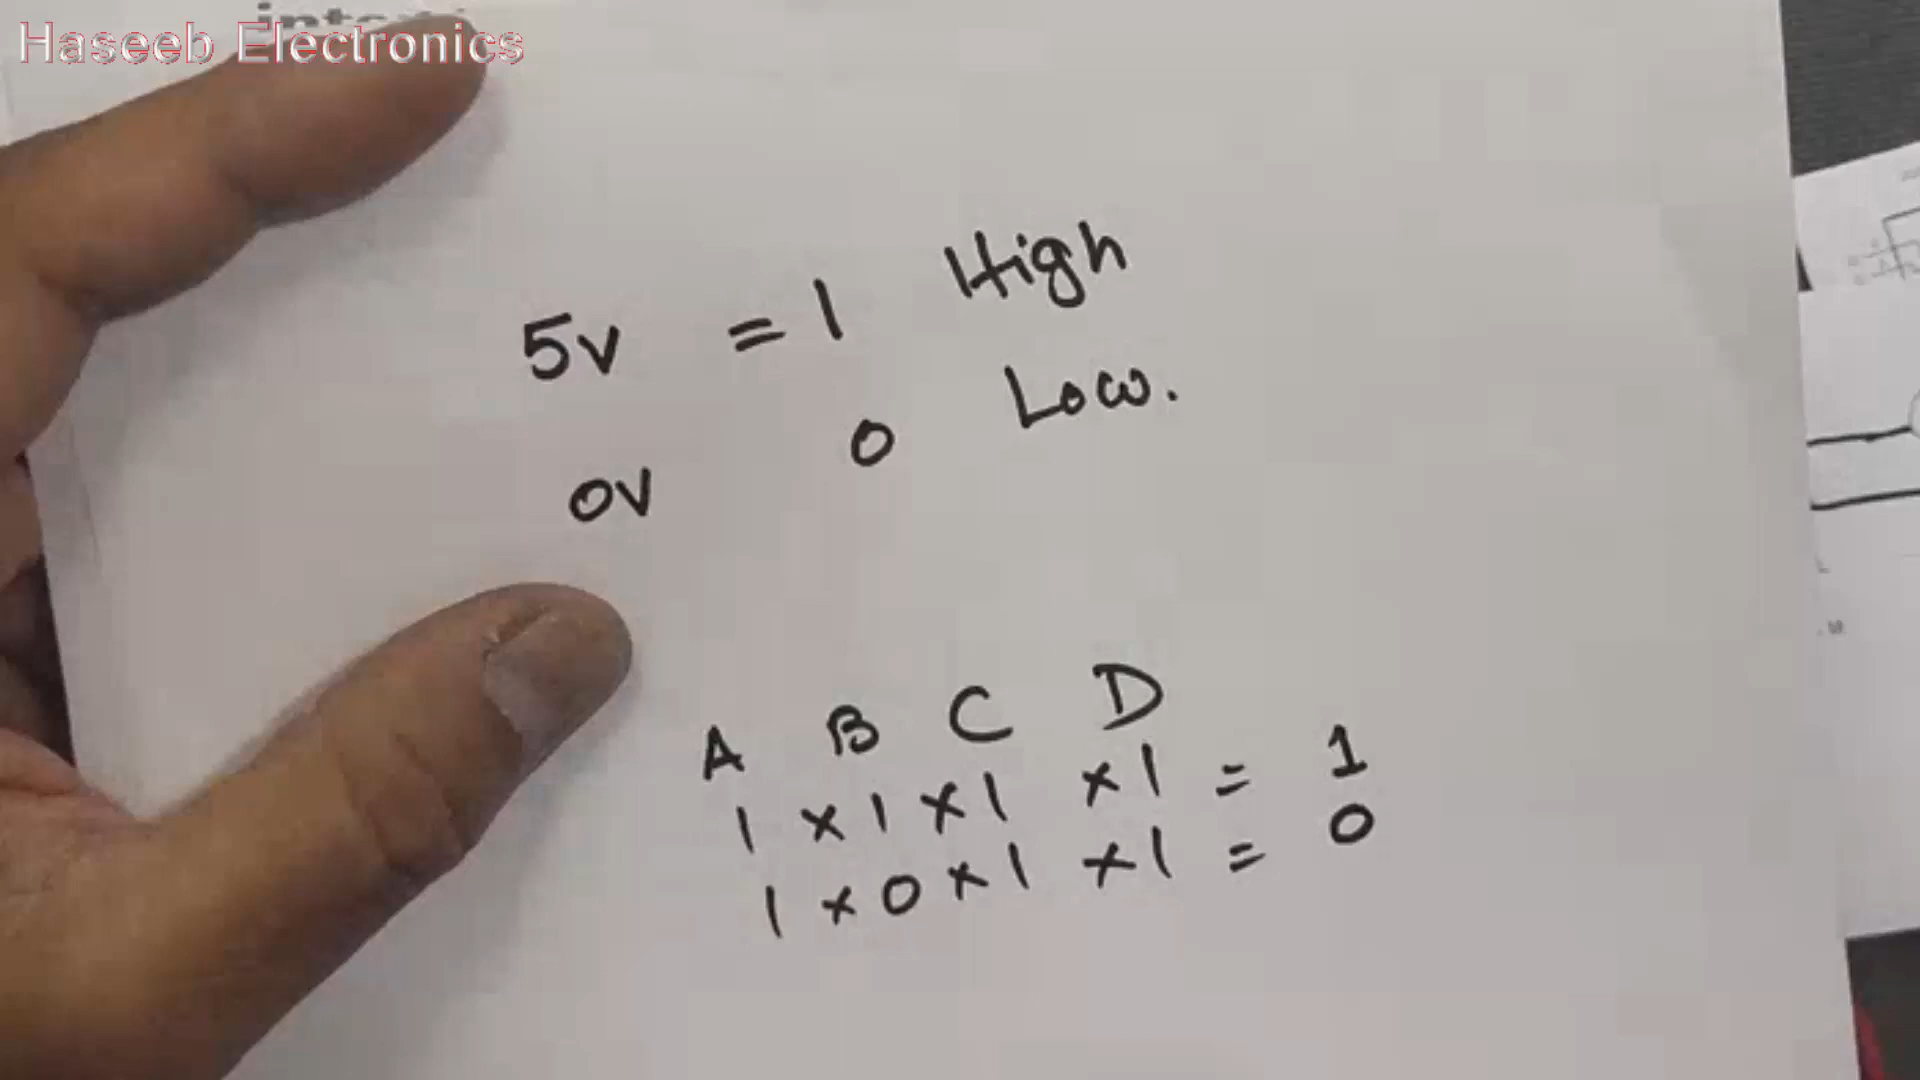 Haseeb Electronics
5v = 1 High
0v 0 Low.
A B C D
1 x 1 x 1 x 1 = 1
1 x 0 x 1 x 1 = 0